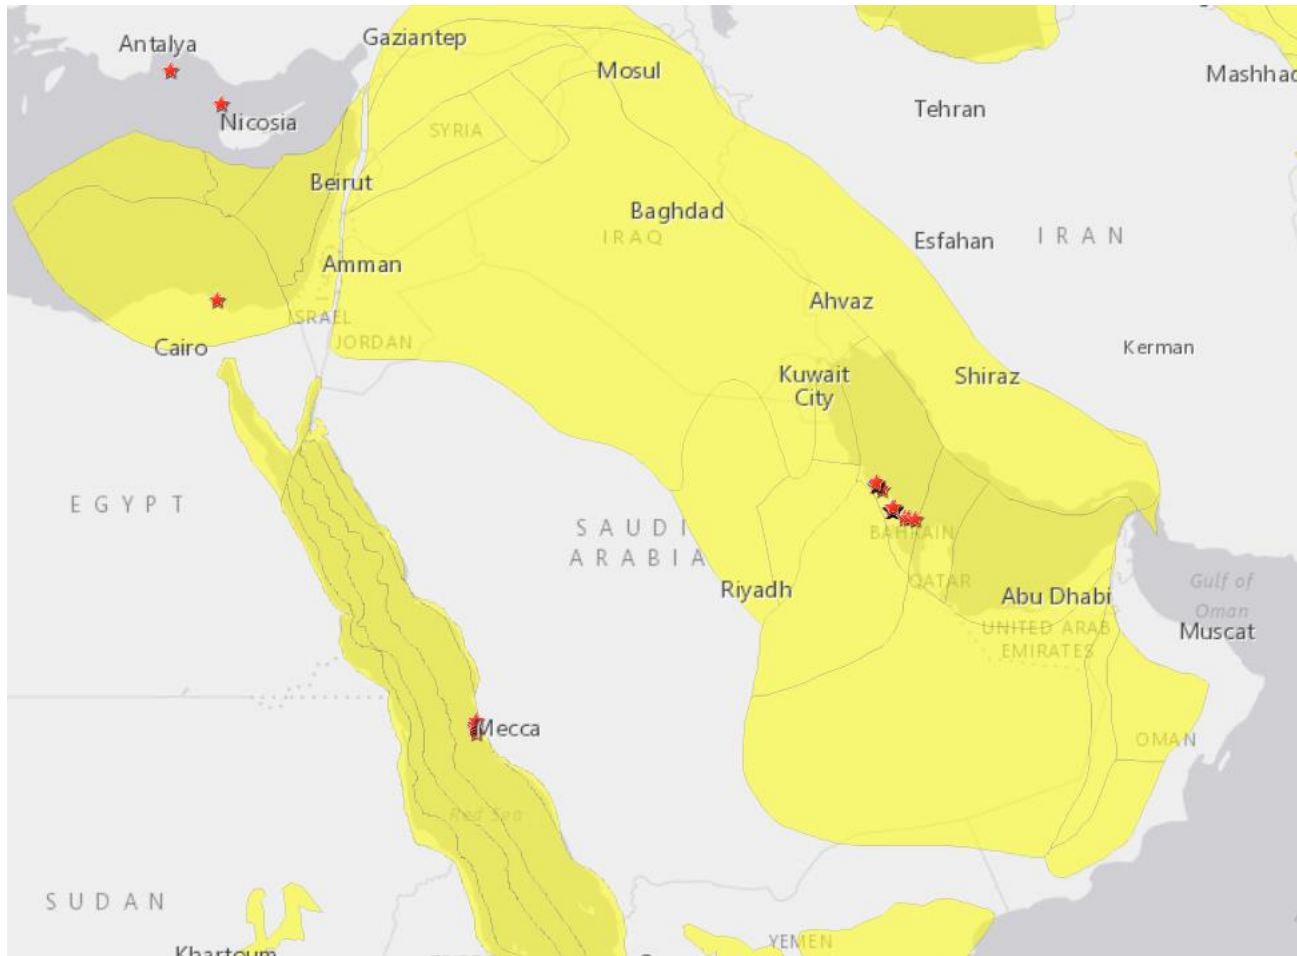 Antalya
Gaziantep
Mosul
Mashhad
Tehran
Nicosia
SYRIA
Beirut
Baghdad
IRAQ
Esfahan
IRAN
Amman
Ahvaz
ISRAEL
JORDAN
Cairo
Kerman
Kuwait
City
Shiraz
EGYPT
SAUDI
ARABIA
BAHRAIN
QATAR
Riyadh
Abu Dhabi
Gulf of
Oman
UNITED ARAB
EMIRATES
Muscat
Mecca
OMAN
Red Sea
SUDAN
YEMEN
Khartoum